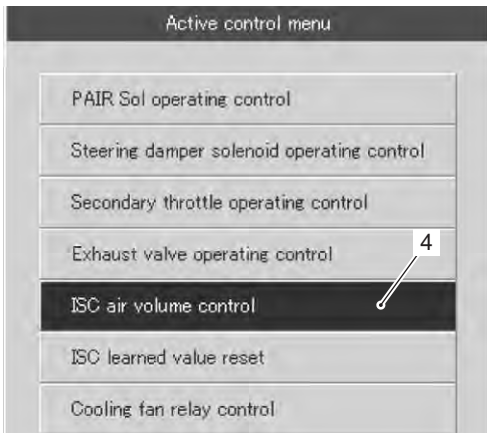 Active control menu
PAIR Sol operating control
Steering damper solenoid operating control
Secondary throttle operating control
Exhaust valve operating control
4
ISC air volume control
ISC learned value reset
Cooling fan relay control